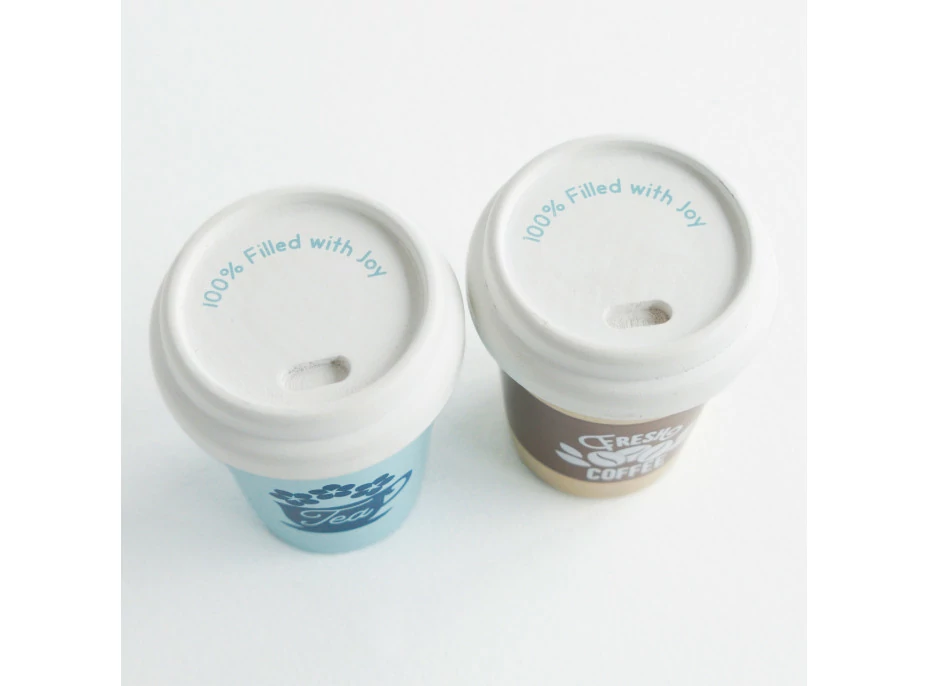 100% Filled with Joy
100% Filled with Joy
Tea
FRESH
COFFEE